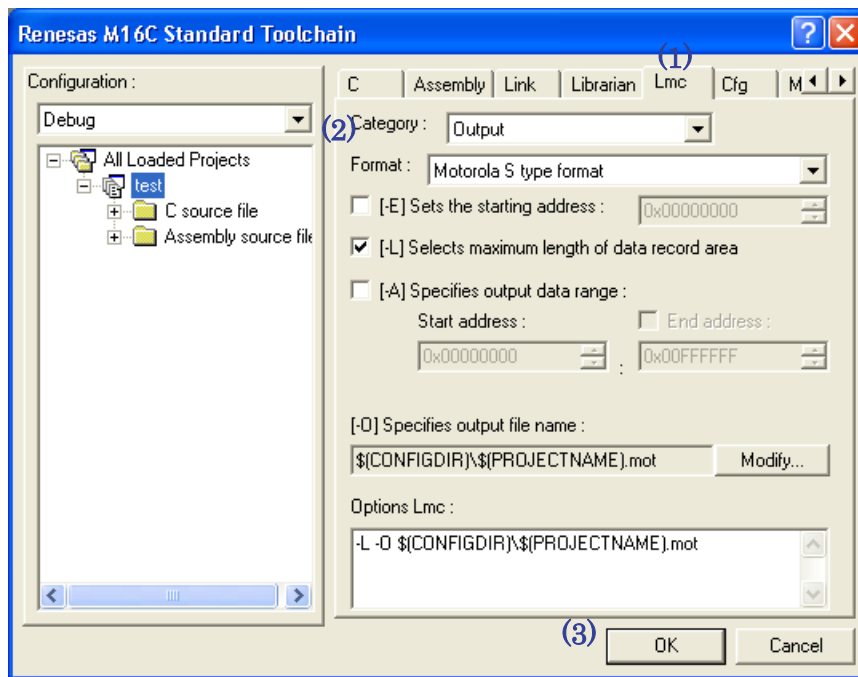 Renesas M16C Standard Toolchain
Configuration :
Debug
All Loaded Projects
test
C source file
Assembly source file
(1)
C Assembly Link Librarian Lmc Cfg M
(2) Category : Output
Format : Motorola S type format
[-E] Sets the starting address : 0x00000000
[-L] Selects maximum length of data record area
[-A] Specifies output data range :
Start address : End address :
0x00000000 : 0x00FFFFFF
[-O] Specifies output file name :
$(CONFIGDIR)\$(PROJECTNAME).mot Modify...
Options Lmc :
-L -O $(CONFIGDIR)\$(PROJECTNAME).mot
(3) OK Cancel